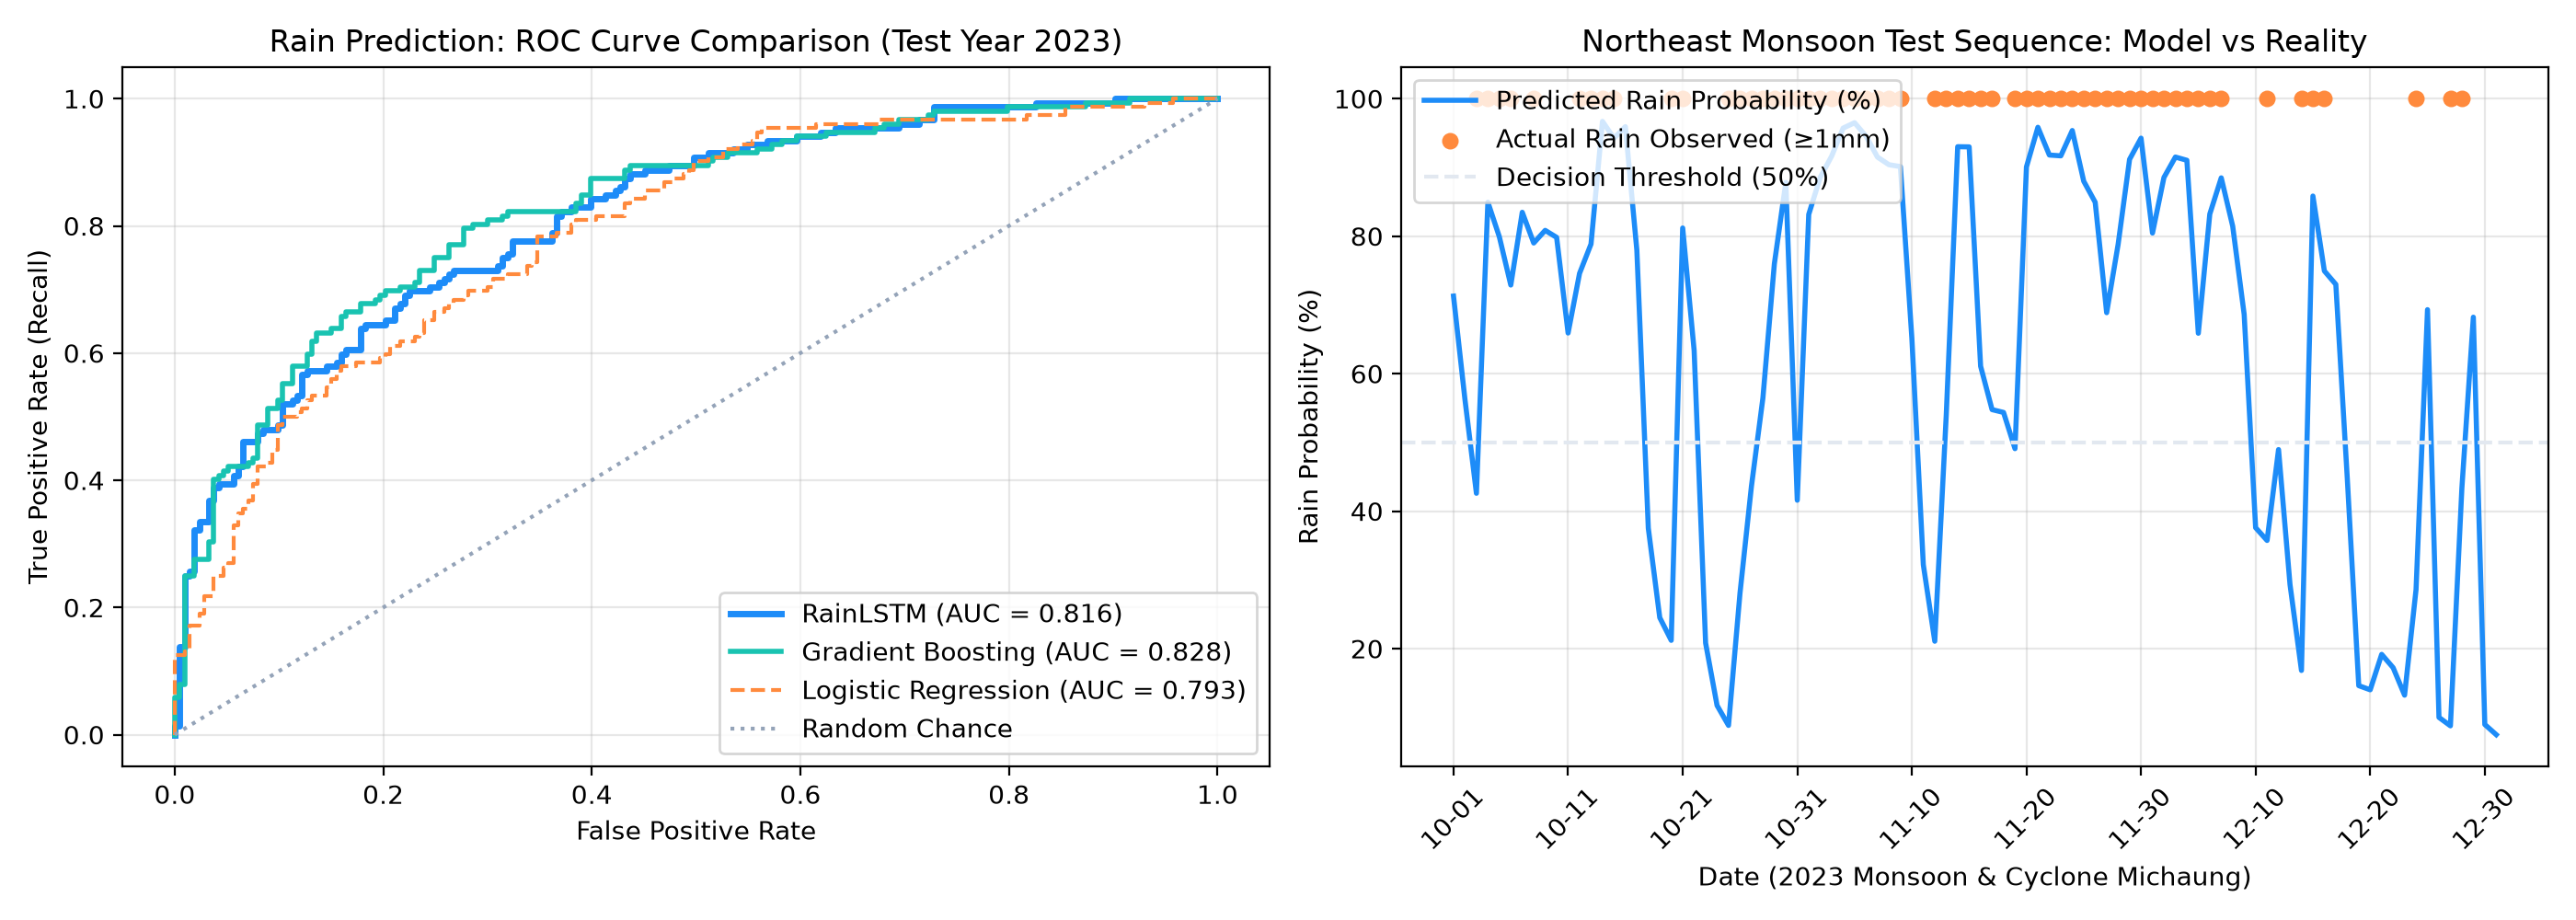 Rain Prediction: ROC Curve Comparison (Test Year 2023)
True Positive Rate (Recall)
1.0
0.8
0.6
0.4
0.2
0.0
0.0 0.2 0.4 0.6 0.8 1.0
False Positive Rate
RainLSTM (AUC = 0.816)
Gradient Boosting (AUC = 0.828)
Logistic Regression (AUC = 0.793)
Random Chance
Northeast Monsoon Test Sequence: Model vs Reality
Rain Probability (%)
100
80
60
40
20
Predicted Rain Probability (%)
Actual Rain Observed (≥1mm)
Decision Threshold (50%)
10-01 10-11 10-21 10-31 11-10 11-20 11-30 12-10 12-20 12-30
Date (2023 Monsoon & Cyclone Michaung)